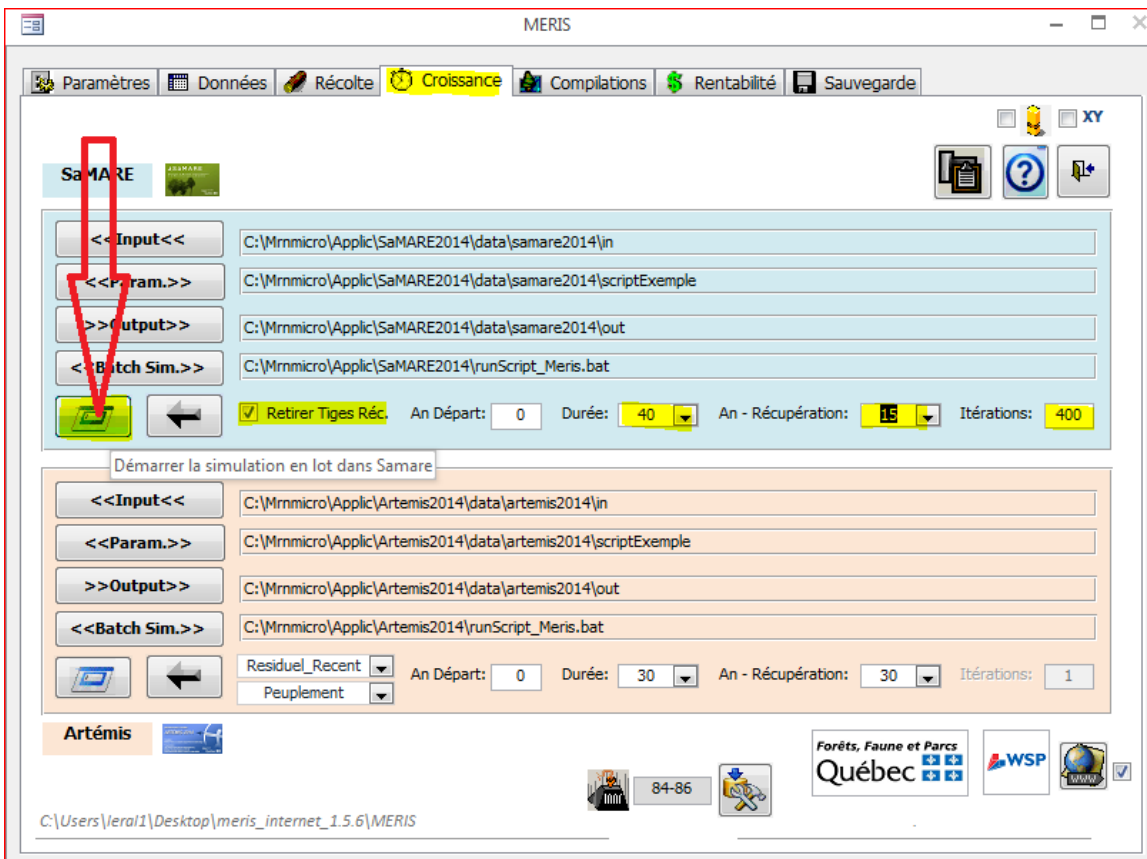 MERIS
Paramètres Données Récolte Croissance Compilations Rentabilité Sauvegarde
XY
SaMARE
<<Input<< C:\Mrnmicro\Applic\SaMARE2014\data\samare2014\in
<<Param.>> C:\Mrnmicro\Applic\SaMARE2014\data\samare2014\scriptExemple
>>Output>> C:\Mrnmicro\Applic\SaMARE2014\data\samare2014\out
<<Batch Sim.>> C:\Mrnmicro\Applic\SaMARE2014\runScript_Meris.bat
Retirer Tiges Réc. An Départ: 0 Durée: 40 An - Récupération: 15 Itérations: 400
Démarrer la simulation en lot dans Samare
<<Input<< C:\Mrnmicro\Applic\Artemis2014\data\artemis2014\in
<<Param.>> C:\Mrnmicro\Applic\Artemis2014\data\artemis2014\scriptExemple
>>Output>> C:\Mrnmicro\Applic\Artemis2014\data\artemis2014\out
<<Batch Sim.>> C:\Mrnmicro\Applic\Artemis2014\runScript_Meris.bat
Residuel_Recent An Départ: 0 Durée: 30 An - Récupération: 30 Itérations: 1
Peuplement
Artémis
Forêts, Faune et Parcs
Québec WSP
WWW
84-86
C:\Users\leral1\Desktop\meris_internet_1.5.6\MERIS